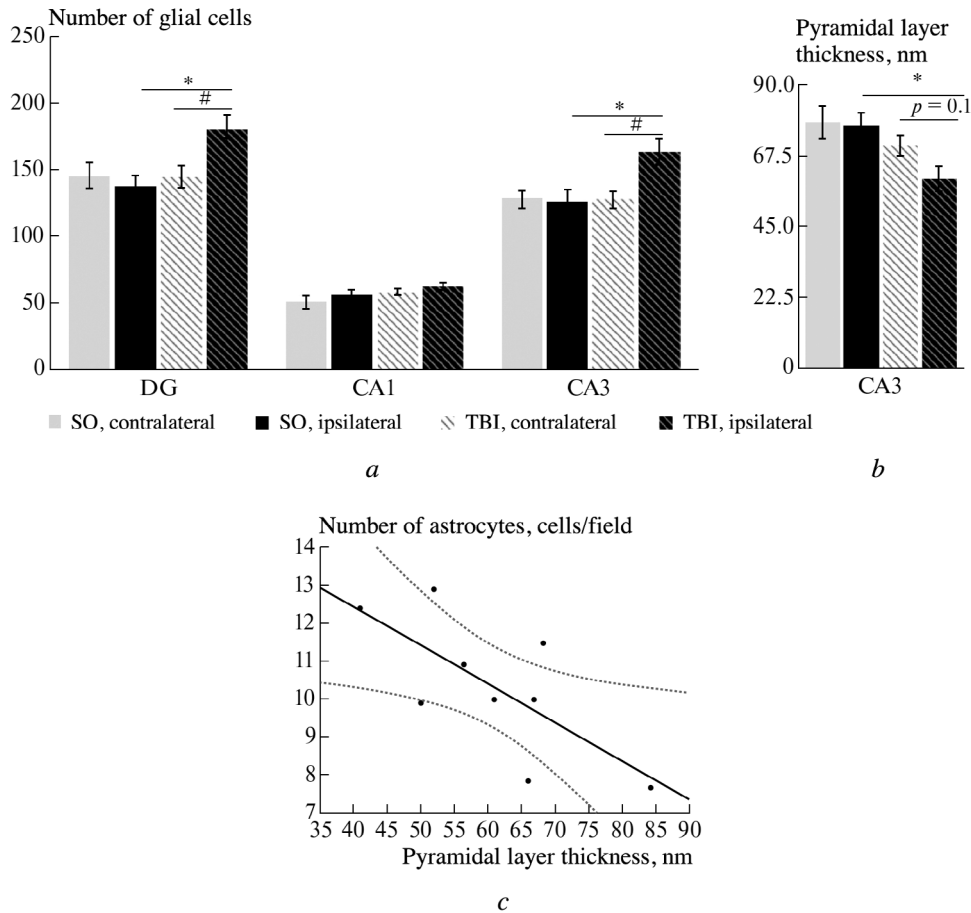 Number of glial cells
250
200
150
100
50
0
*
#
*
#
DG
CA1
CA3
Pyramidal layer
thickness, nm
90.0
67.5
45.0
22.5
0
*
p = 0.1
CA3
SO, contralateral
SO, ipsilateral
TBI, contralateral
TBI, ipsilateral
a
b
Number of astrocytes, cells/field
14
13
12
11
10
9
8
7
35 40 50 55 60 65 70 75 80 85 90
Pyramidal layer thickness, nm
c